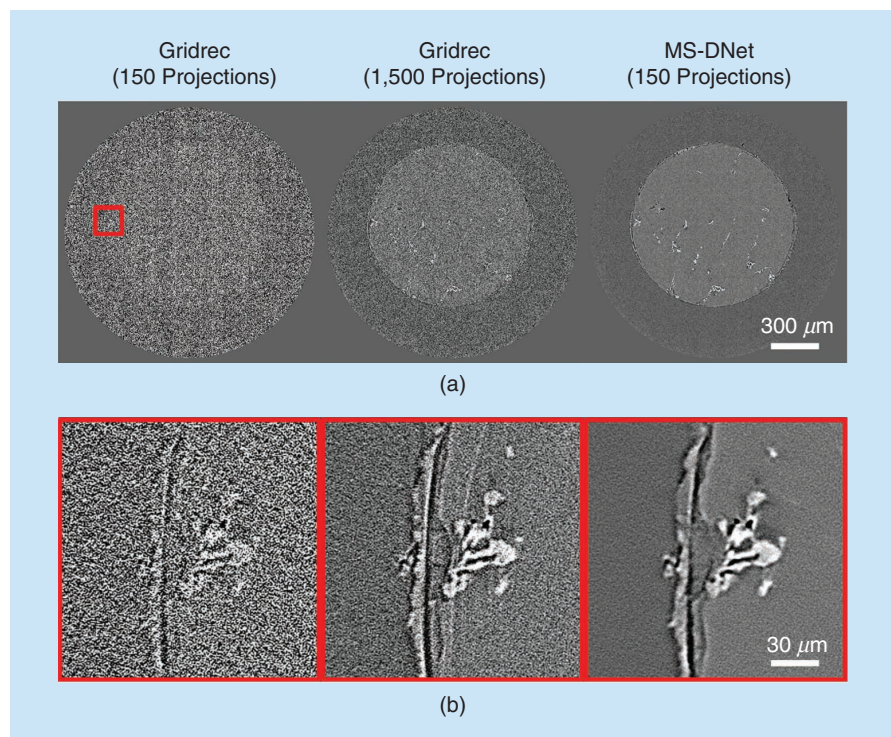 Gridrec
(150 Projections)
Gridrec
(1,500 Projections)
MS-DNet
(150 Projections)
300 μm
(a)
30 μm
(b)